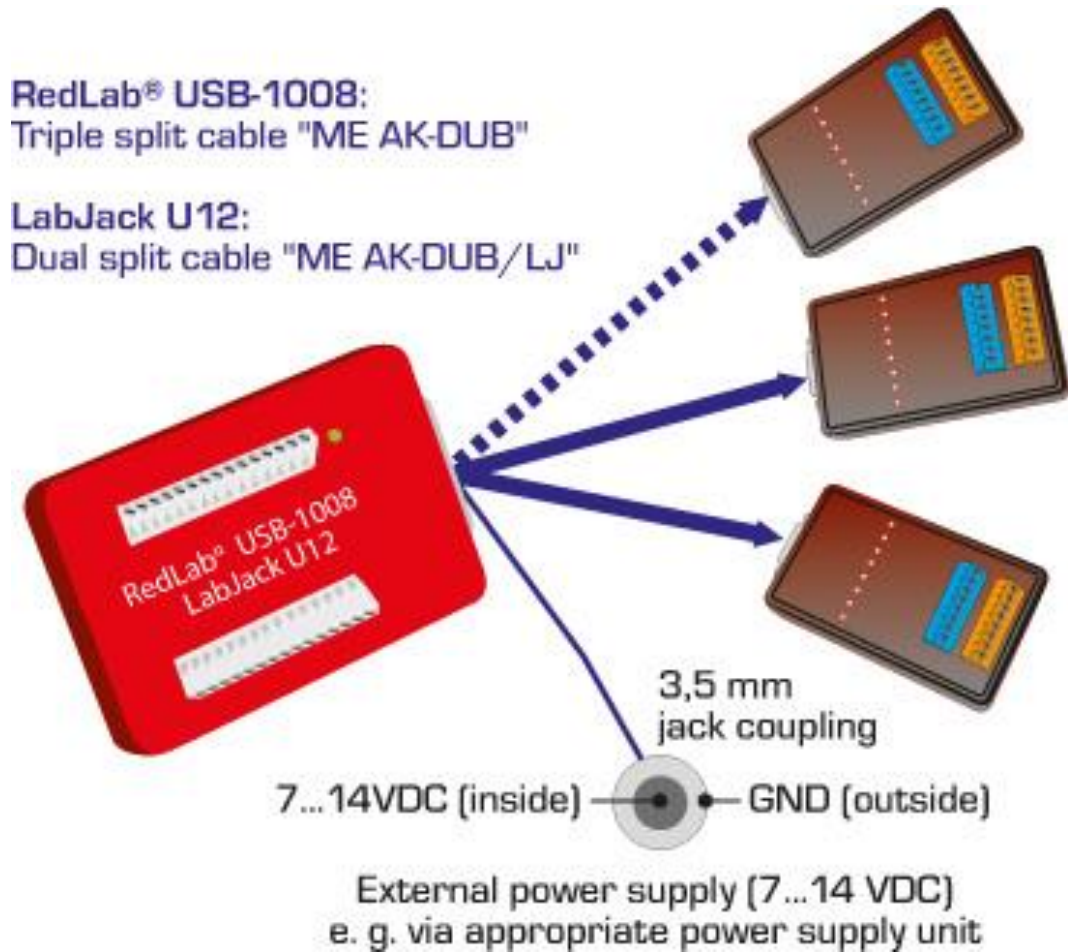 RedLab® USB-1008:
Triple split cable "ME AK-DUB"
LabJack U12:
Dual split cable "ME AK-DUB/LJ"
RedLab® USB-1008
LabJack U12
3,5 mm
jack coupling
7...14VDC (inside)
GND (outside)
External power supply (7...14 VDC)
e. g. via appropriate power supply unit